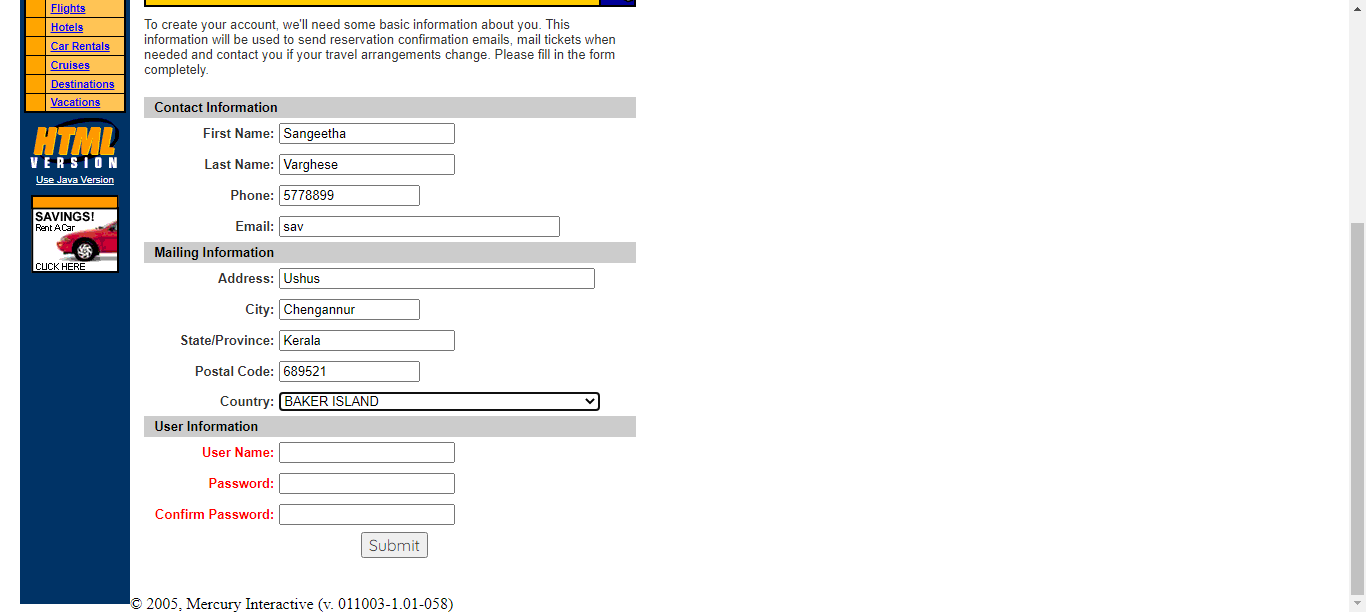 Flights
Hotels
Car Rentals
Cruises
Destinations
Vacations
HTML
VERSION
Use Java Version
SAVINGS!
Rent A Car
CLICK HERE
To create your account, we'll need some basic information about you. This
information will be used to send reservation confirmation emails, mail tickets when
needed and contact you if your travel arrangements change. Please fill in the form
completely.
Contact Information
First Name: Sangeetha
Last Name: Varghese
Phone: 5778899
Email: sav
Mailing Information
Address: Ushus
City: Chengannur
State/Province: Kerala
Postal Code: 689521
Country: BAKER ISLAND
User Information
User Name:
Password:
Confirm Password:
Submit
© 2005, Mercury Interactive (v. 011003-1.01-058)